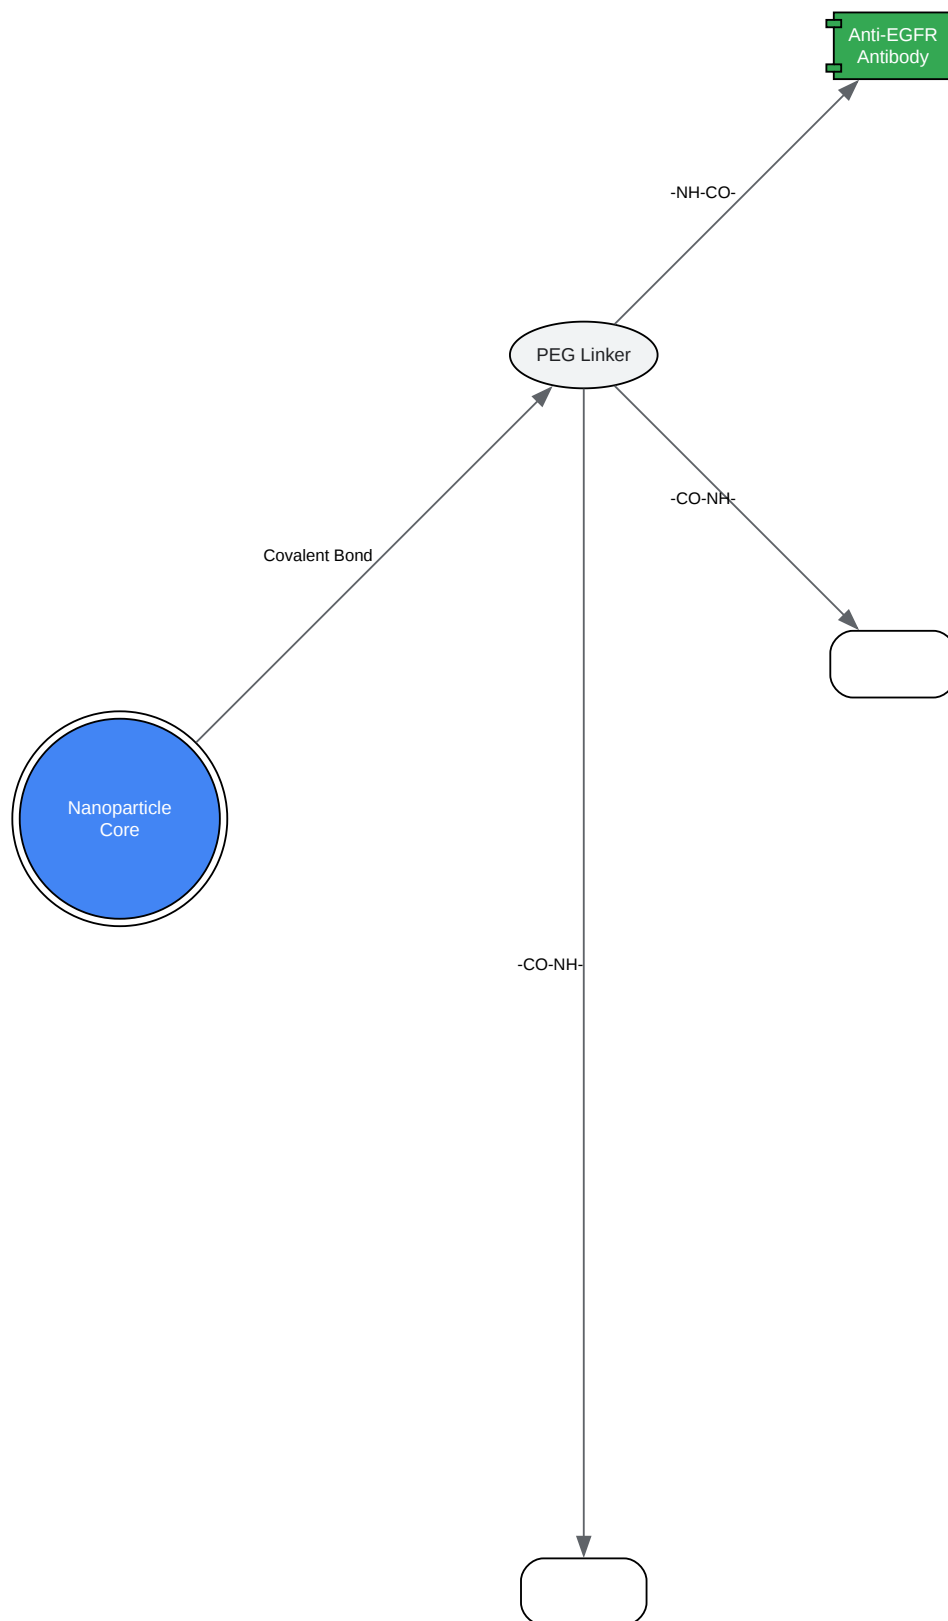 Anti-EGFR
Antibody
-NH-CO-
PEG Linker
-CO-NH-
Covalent Bond
Nanoparticle
Core
-CO-NH-